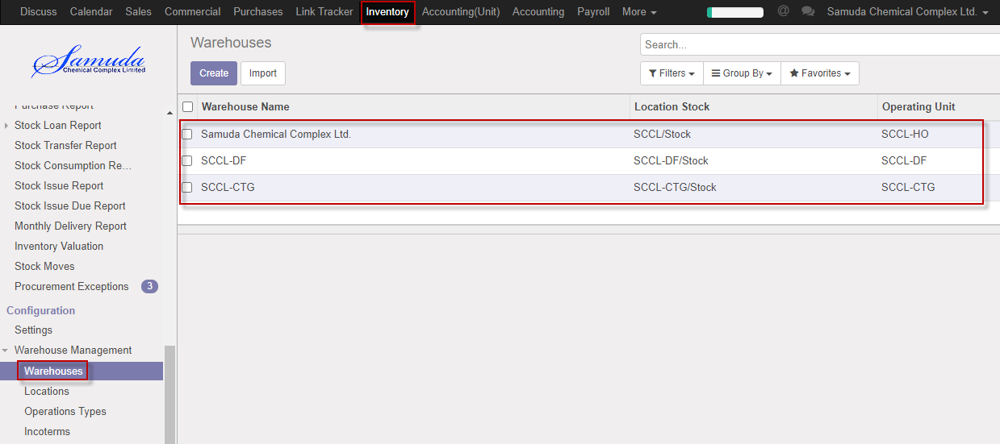 Discuss Calendar Sales Commercial Purchases Link Tracker Inventory Accounting(Unit) Accounting Payroll More @ Samuda Chemical Complex Ltd.
Samuda
Chemical Complex Limited
Purchase Report
Stock Loan Report
Stock Transfer Report
Stock Consumption Re...
Stock Issue Report
Stock Issue Due Report
Monthly Delivery Report
Inventory Valuation
Stock Moves
Procurement Exceptions 3
Configuration
Settings
Warehouse Management
Warehouses
Locations
Operations Types
Incoterms
Warehouses
Search...
Create Import
Filters Group By Favorites
Warehouse Name Location Stock Operating Unit
Samuda Chemical Complex Ltd. SCCL/Stock SCCL-HO
SCCL-DF SCCL-DF/Stock SCCL-DF
SCCL-CTG SCCL-CTG/Stock SCCL-CTG